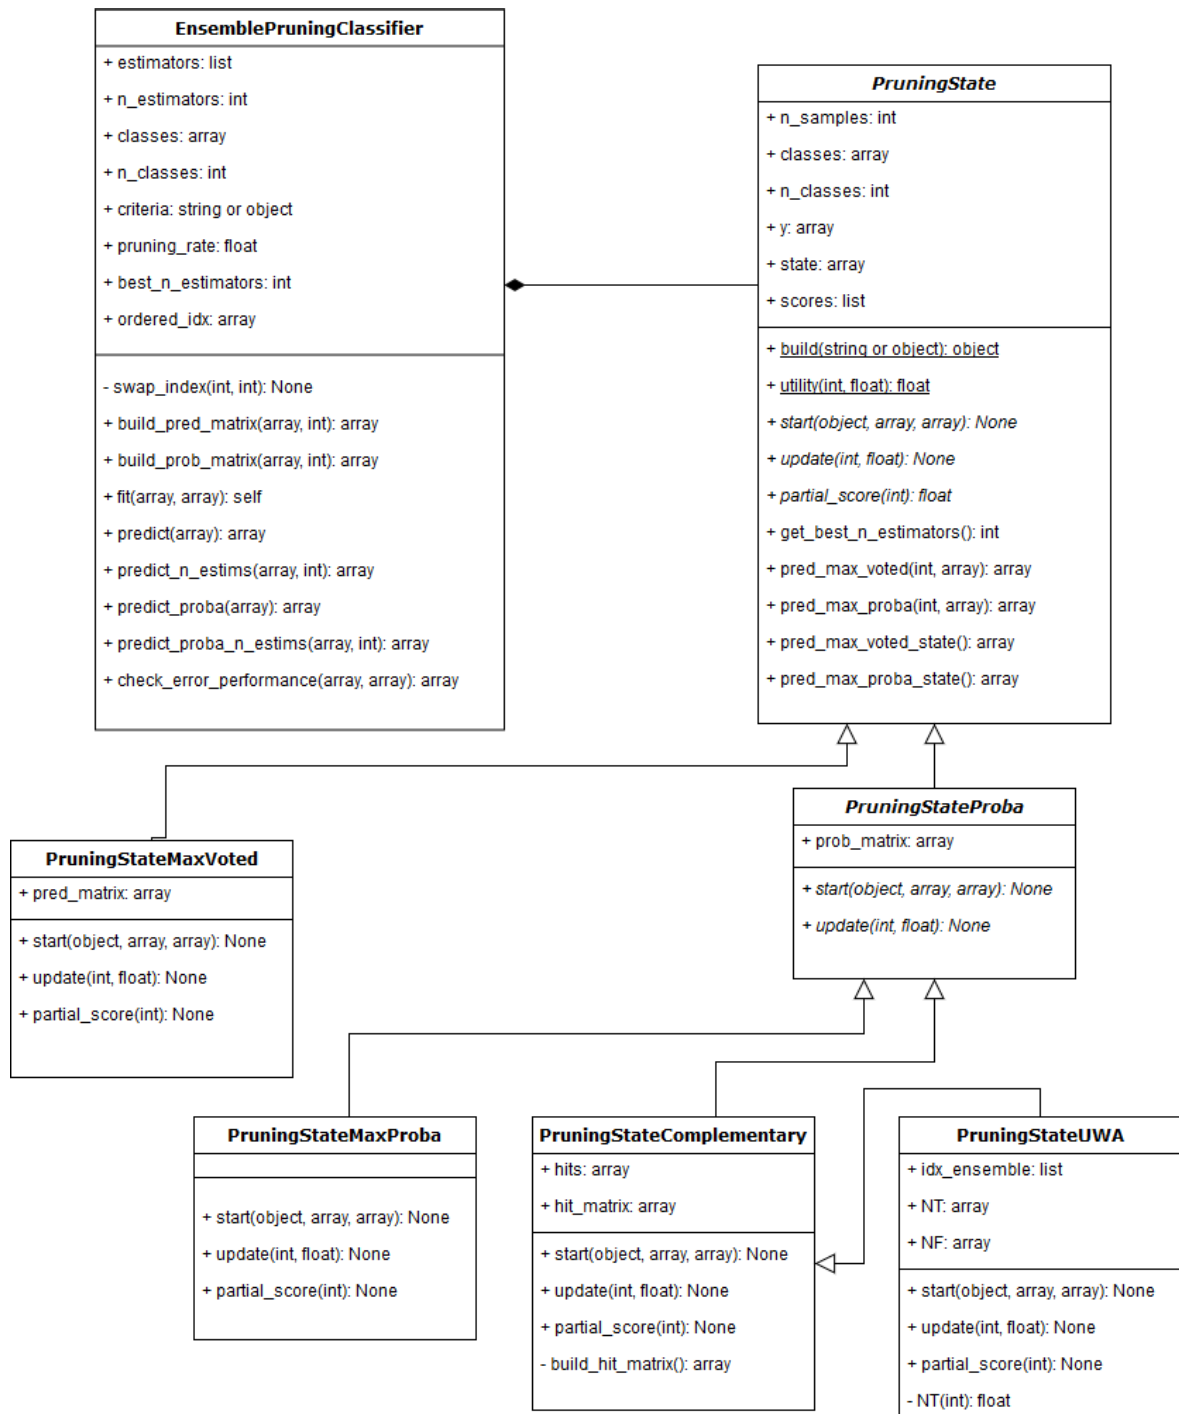 EnsemblePruningClassifier
+ estimators: list
+ n_estimators: int
+ classes: array
+ n_classes: int
+ criteria: string or object
+ pruning_rate: float
+ best_n_estimators: int
+ ordered_idx: array
- swap_index(int, int): None
+ build_pred_matrix(array, int): array
+ build_prob_matrix(array, int): array
+ fit(array, array): self
+ predict(array): array
+ predict_n_estims(array, int): array
+ predict_proba(array): array
+ predict_proba_n_estims(array, int): array
+ check_error_performance(array, array): array
PruningState
+ n_samples: int
+ classes: array
+ n_classes: int
+ y: array
+ state: array
+ scores: list
+ build(string or object): object
+ utility(int, float): float
+ start(object, array, array): None
+ update(int, float): None
+ partial_score(int): float
+ get_best_n_estimators(): int
+ pred_max_voted(int, array): array
+ pred_max_proba(int, array): array
+ pred_max_voted_state(): array
+ pred_max_proba_state(): array
PruningStateProba
+ prob_matrix: array
+ start(object, array, array): None
+ update(int, float): None
PruningStateMaxVoted
+ pred_matrix: array
+ start(object, array, array): None
+ update(int, float): None
+ partial_score(int): None
PruningStateMaxProba
+ start(object, array, array): None
+ update(int, float): None
+ partial_score(int): None
PruningStateComplementary
+ hits: array
+ hit_matrix: array
+ start(object, array, array): None
+ update(int, float): None
+ partial_score(int): None
- build_hit_matrix(): array
PruningStateUWA
+ idx_ensemble: list
+ NT: array
+ NF: array
+ start(object, array, array): None
+ update(int, float): None
+ partial_score(int): None
- NT(int): float